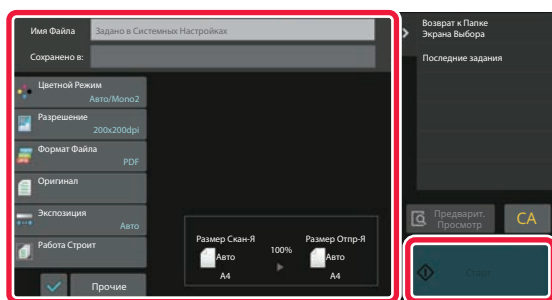 Имя Файла
Задано в Системных Настройках
Сохранено в:
Цветной Режим
Авто/Mono2
Разрешение
200x200dpi
Формат Файла
PDF
Оригинал
Экспозиция
Авто
Работа Строит
Прочие
Размер Скан-Я
100%
Размер Отпр-Я
Авто
Авто
A4
A4
Возврат к Папке
Экрана Выбора
Последние задания
Предварит.
Просмотр
CA
Старт